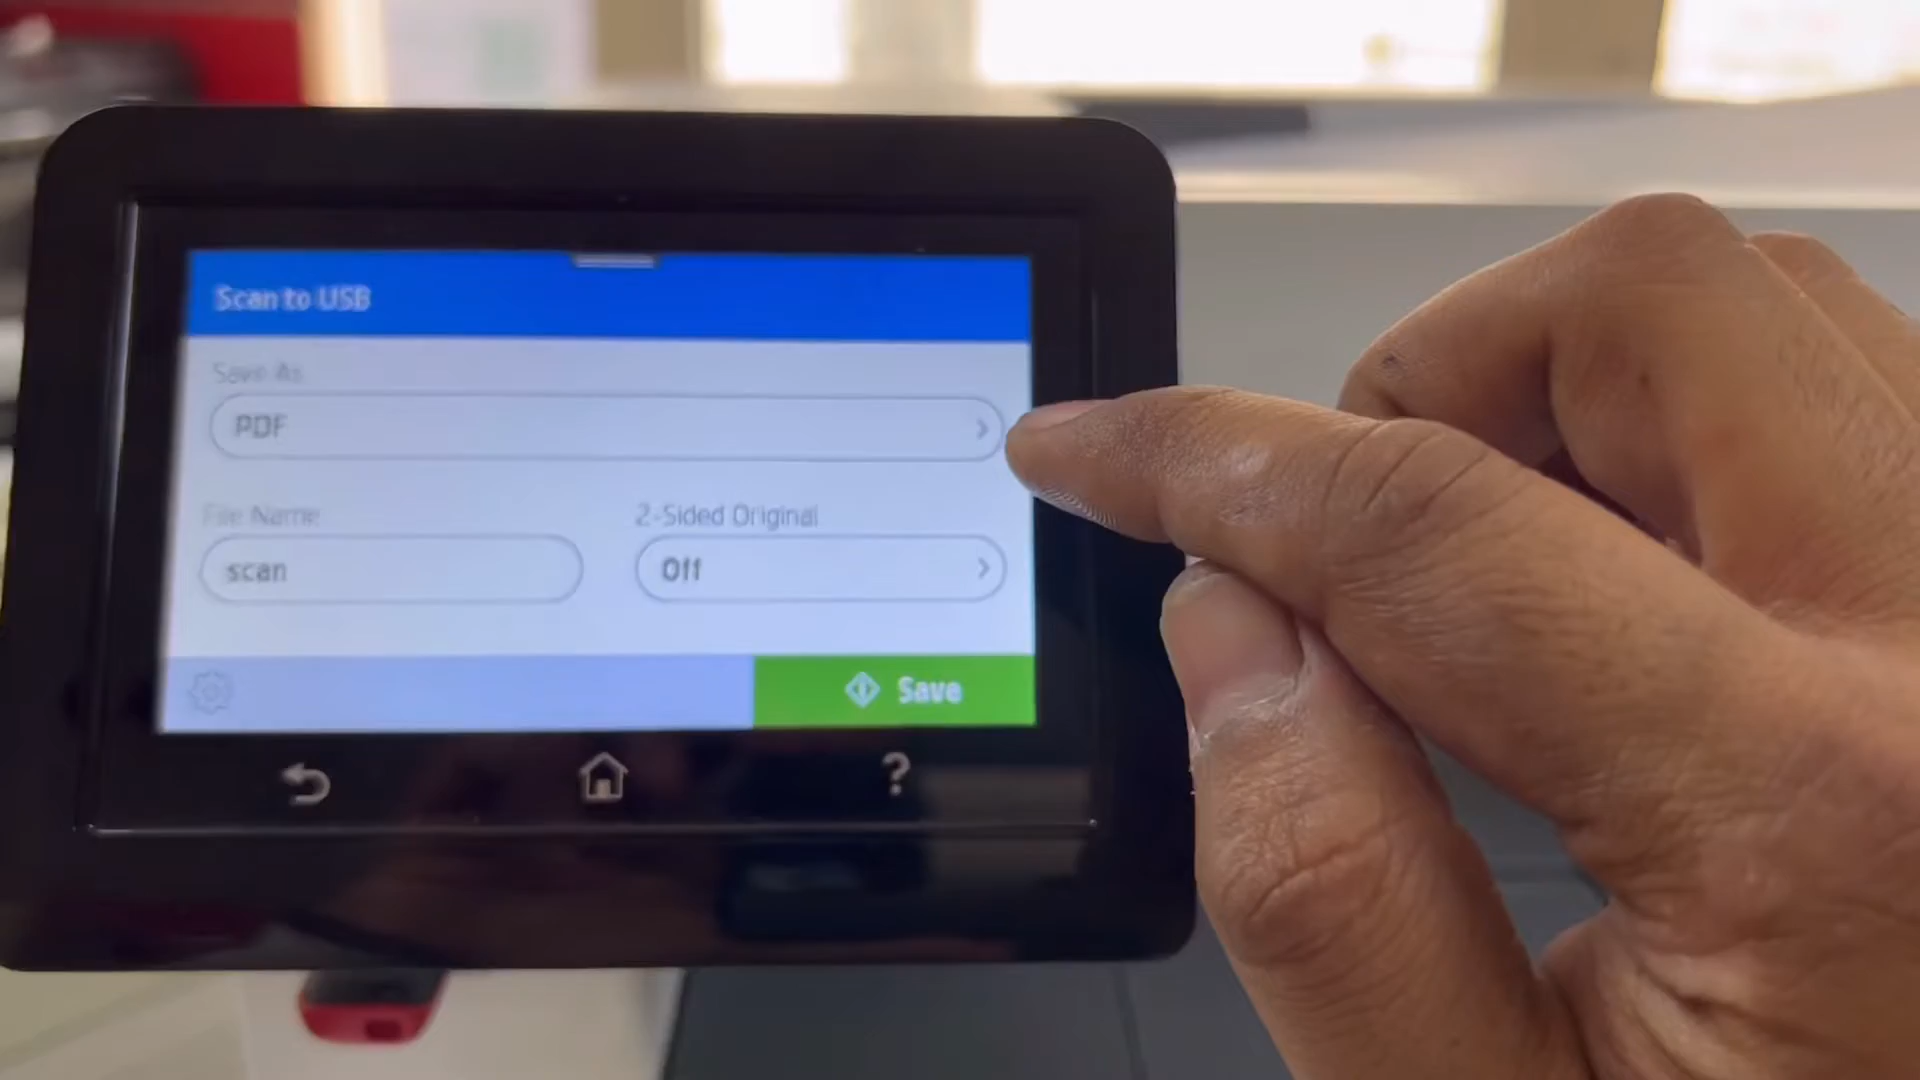 Scan to USB
Save As
PDF
File Name
2-Sided Original
scan
Off
Save
?